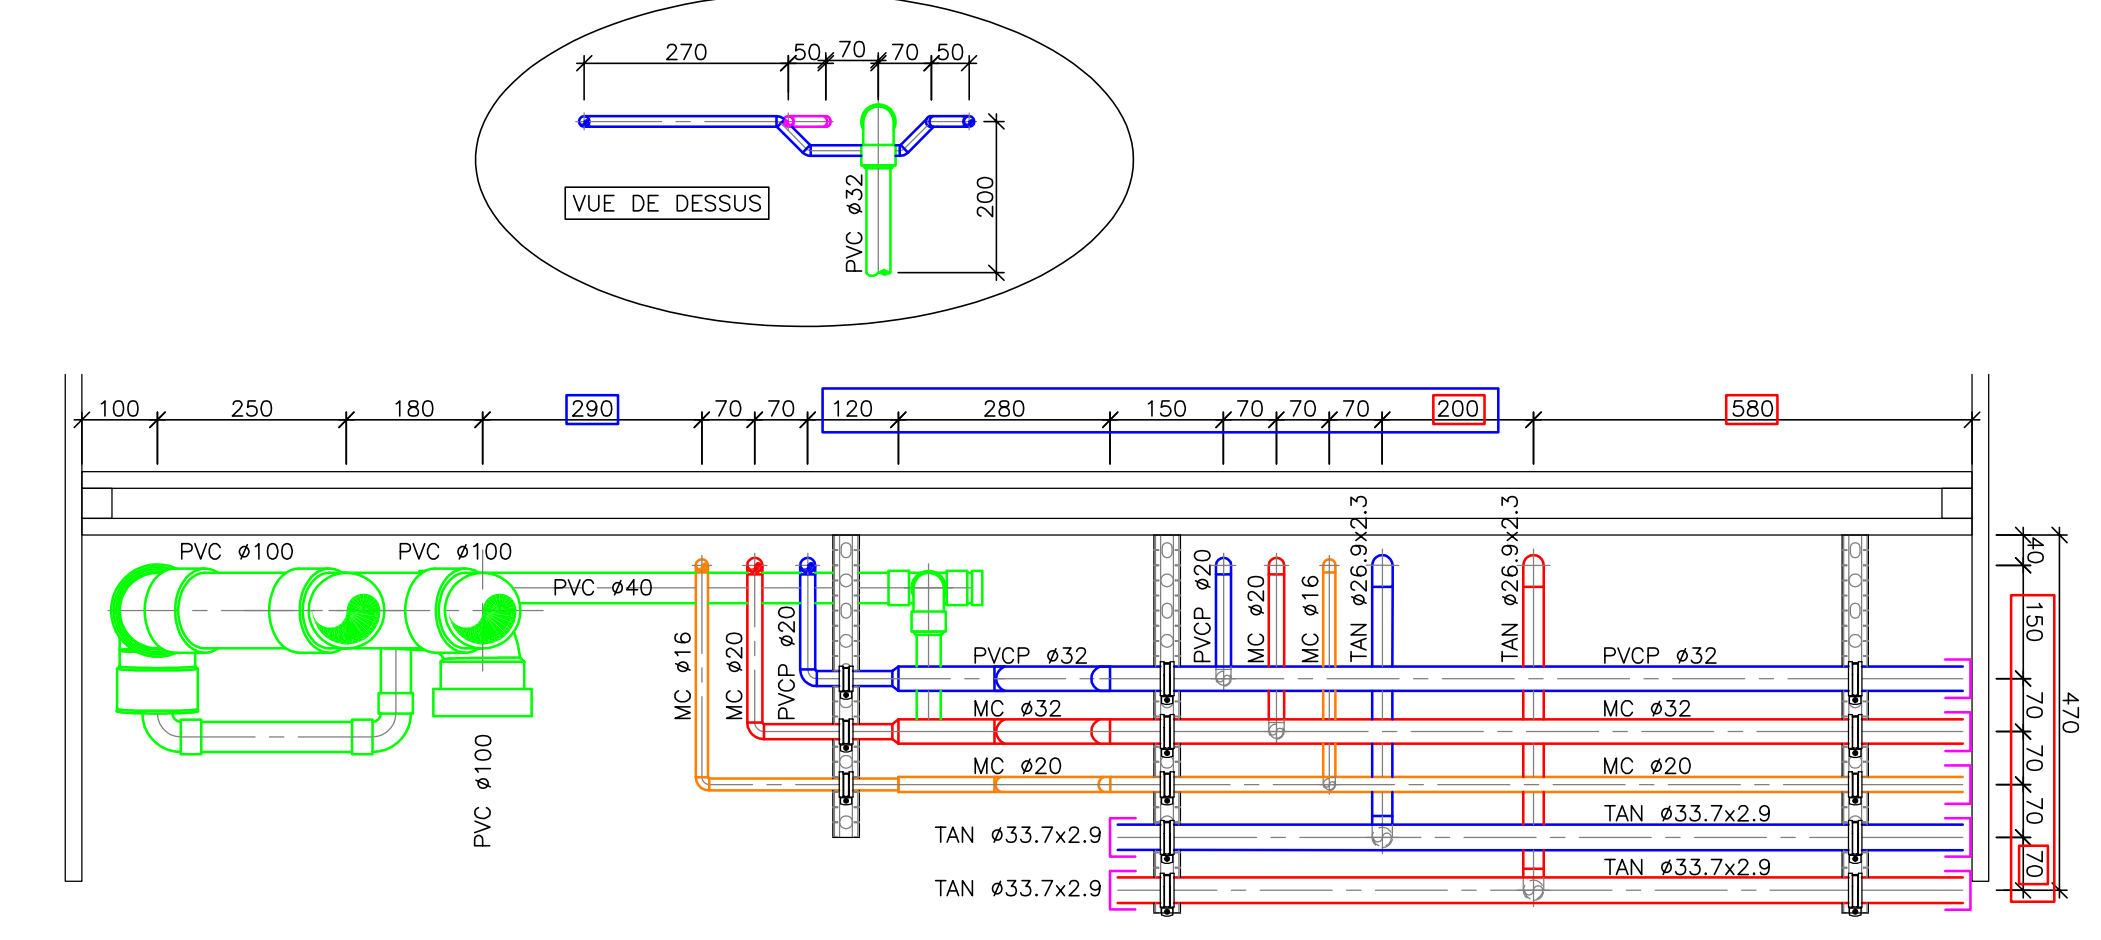 270
50
70
70
50
200
PVC ø32
VUE DE DESSUS
100
250
180
290
70
70
120
280
150
70
70
70
200
580
PVC ø100
PVC ø100
PVC ø40
PVC ø100
MC ø16
MC ø20
PVCP ø20
PVCP ø20
MC ø20
MC ø16
TAN ø26.9x2.3
TAN ø26.9x2.3
PVCP ø32
PVCP ø32
MC ø32
MC ø32
MC ø20
MC ø20
TAN ø33.7x2.9
TAN ø33.7x2.9
TAN ø33.7x2.9
TAN ø33.7x2.9
40
150
70
70
70
70
470